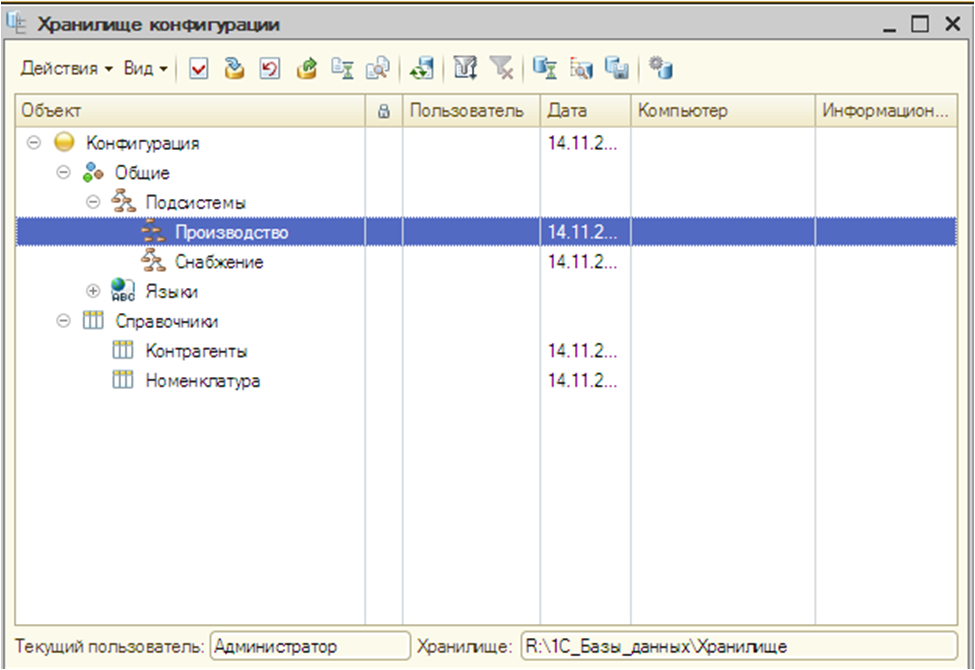 Хранилище конфигурации
Действия Вид
Объект Пользователь Дата Компьютер Информацион...
Конфигурация 14.11.2...
Общие
Подсистемы
Производство 14.11.2...
Снабжение 14.11.2...
ABC Языки
Справочники
Контрагенты 14.11.2...
Номенклатура 14.11.2...
Текущий пользователь: Администратор Хранилище: R:\1С_Базы_данных\Хранилище